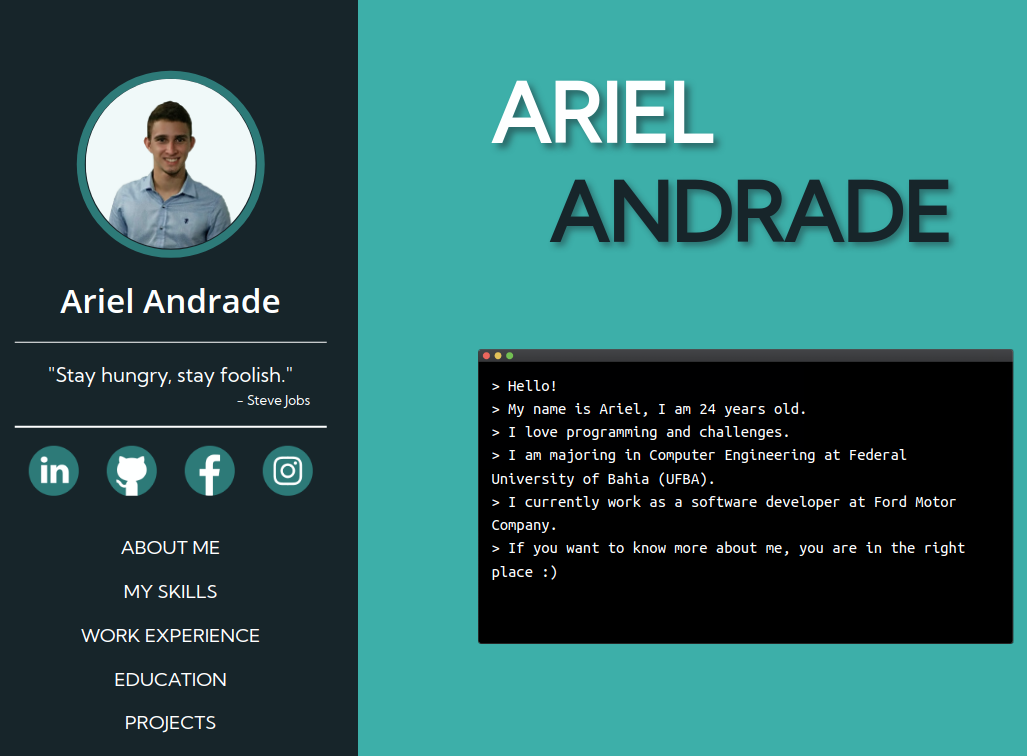 Ariel Andrade
"Stay hungry, stay foolish."
- Steve Jobs
in
f
ABOUT ME
MY SKILLS
WORK EXPERIENCE
EDUCATION
PROJECTS
ARIEL
ANDRADE
> Hello!
> My name is Ariel, I am 24 years old.
> I love programming and challenges.
> I am majoring in Computer Engineering at Federal
University of Bahia (UFBA).
> I currently work as a software developer at Ford Motor
Company.
> If you want to know more about me, you are in the right
place :)